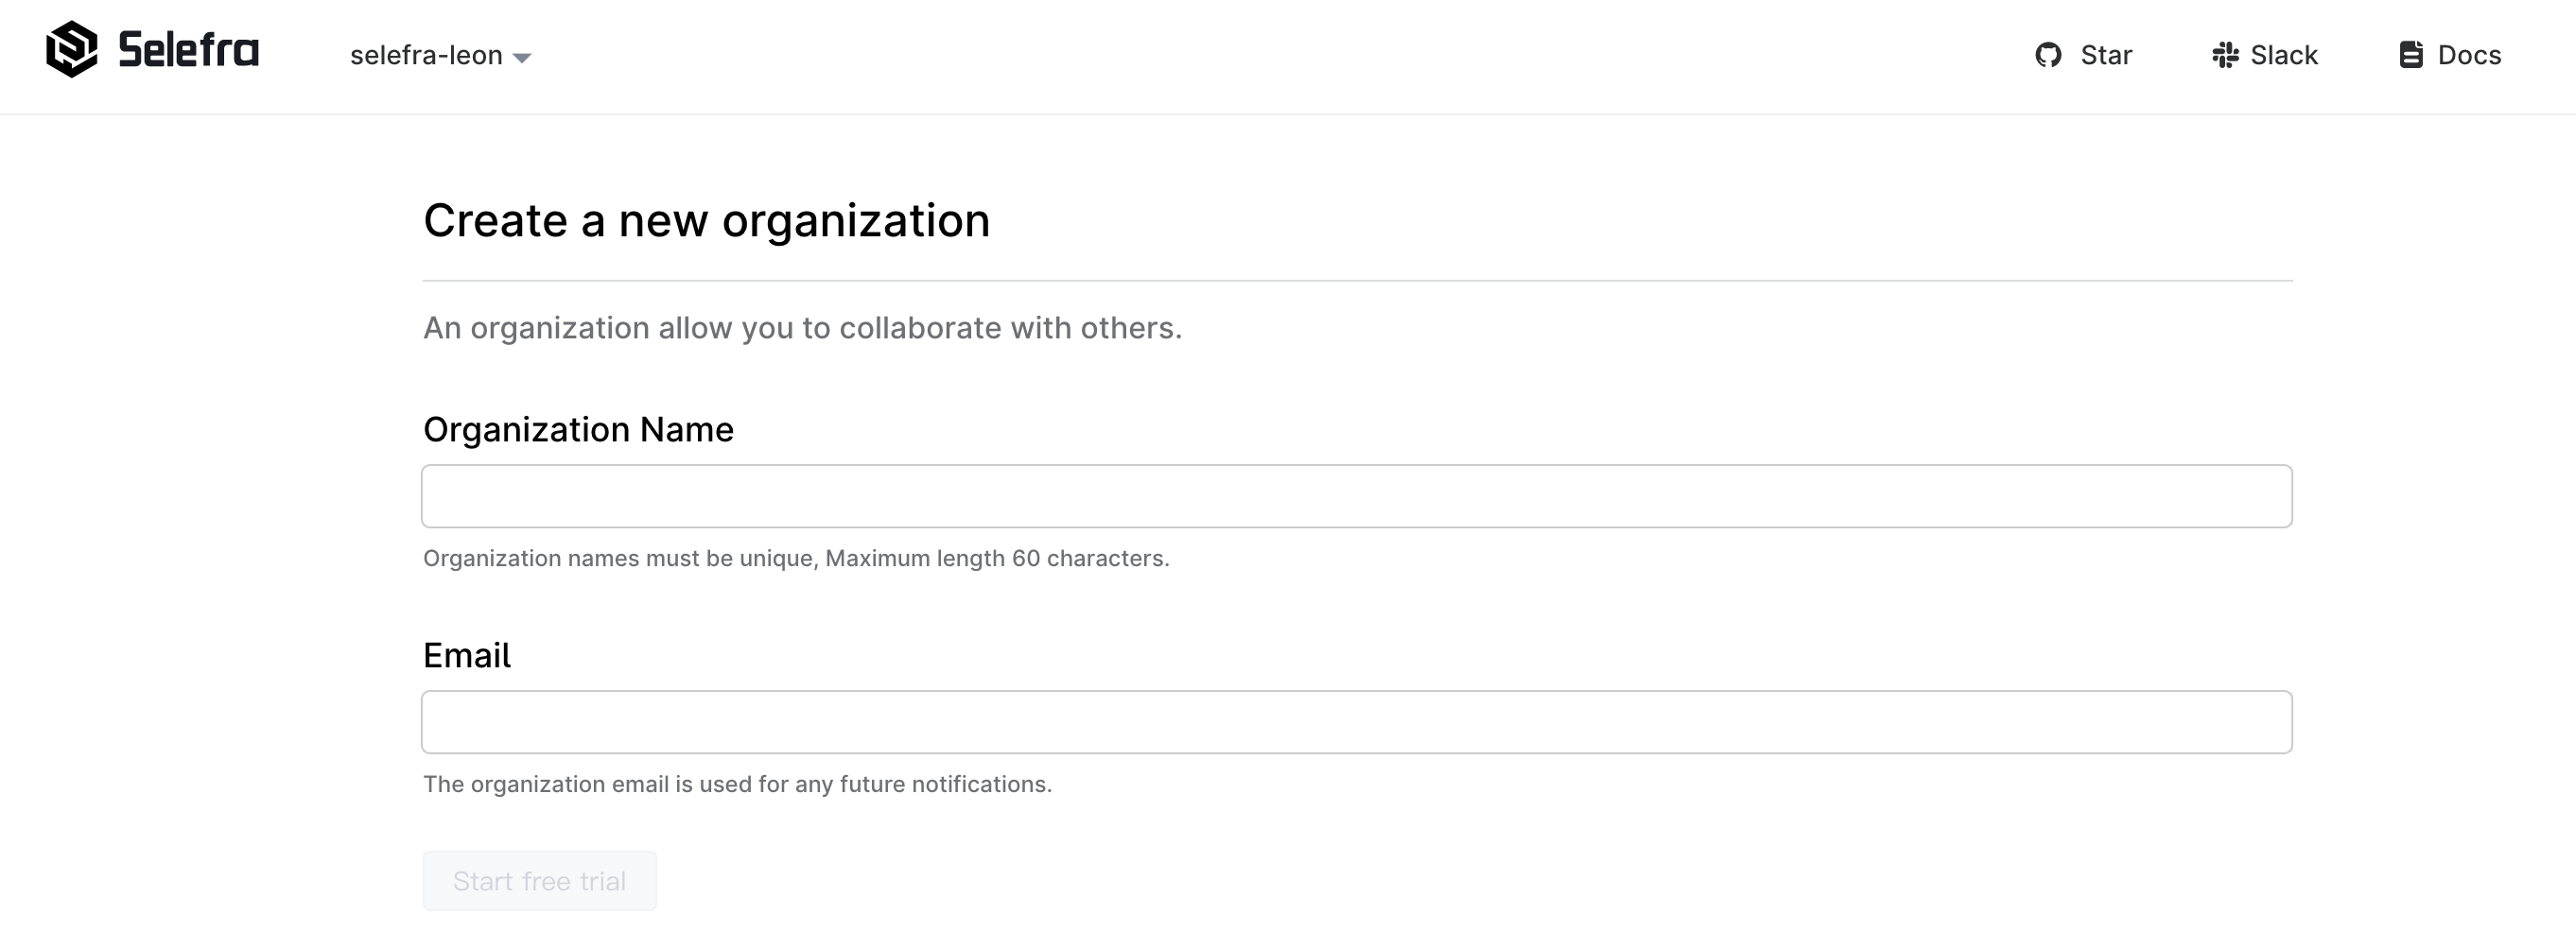 Selefra
selefra-leon
Star
Slack
Docs
Create a new organization
An organization allow you to collaborate with others.
Organization Name
Organization names must be unique, Maximum length 60 characters.
Email
The organization email is used for any future notifications.
Start free trial